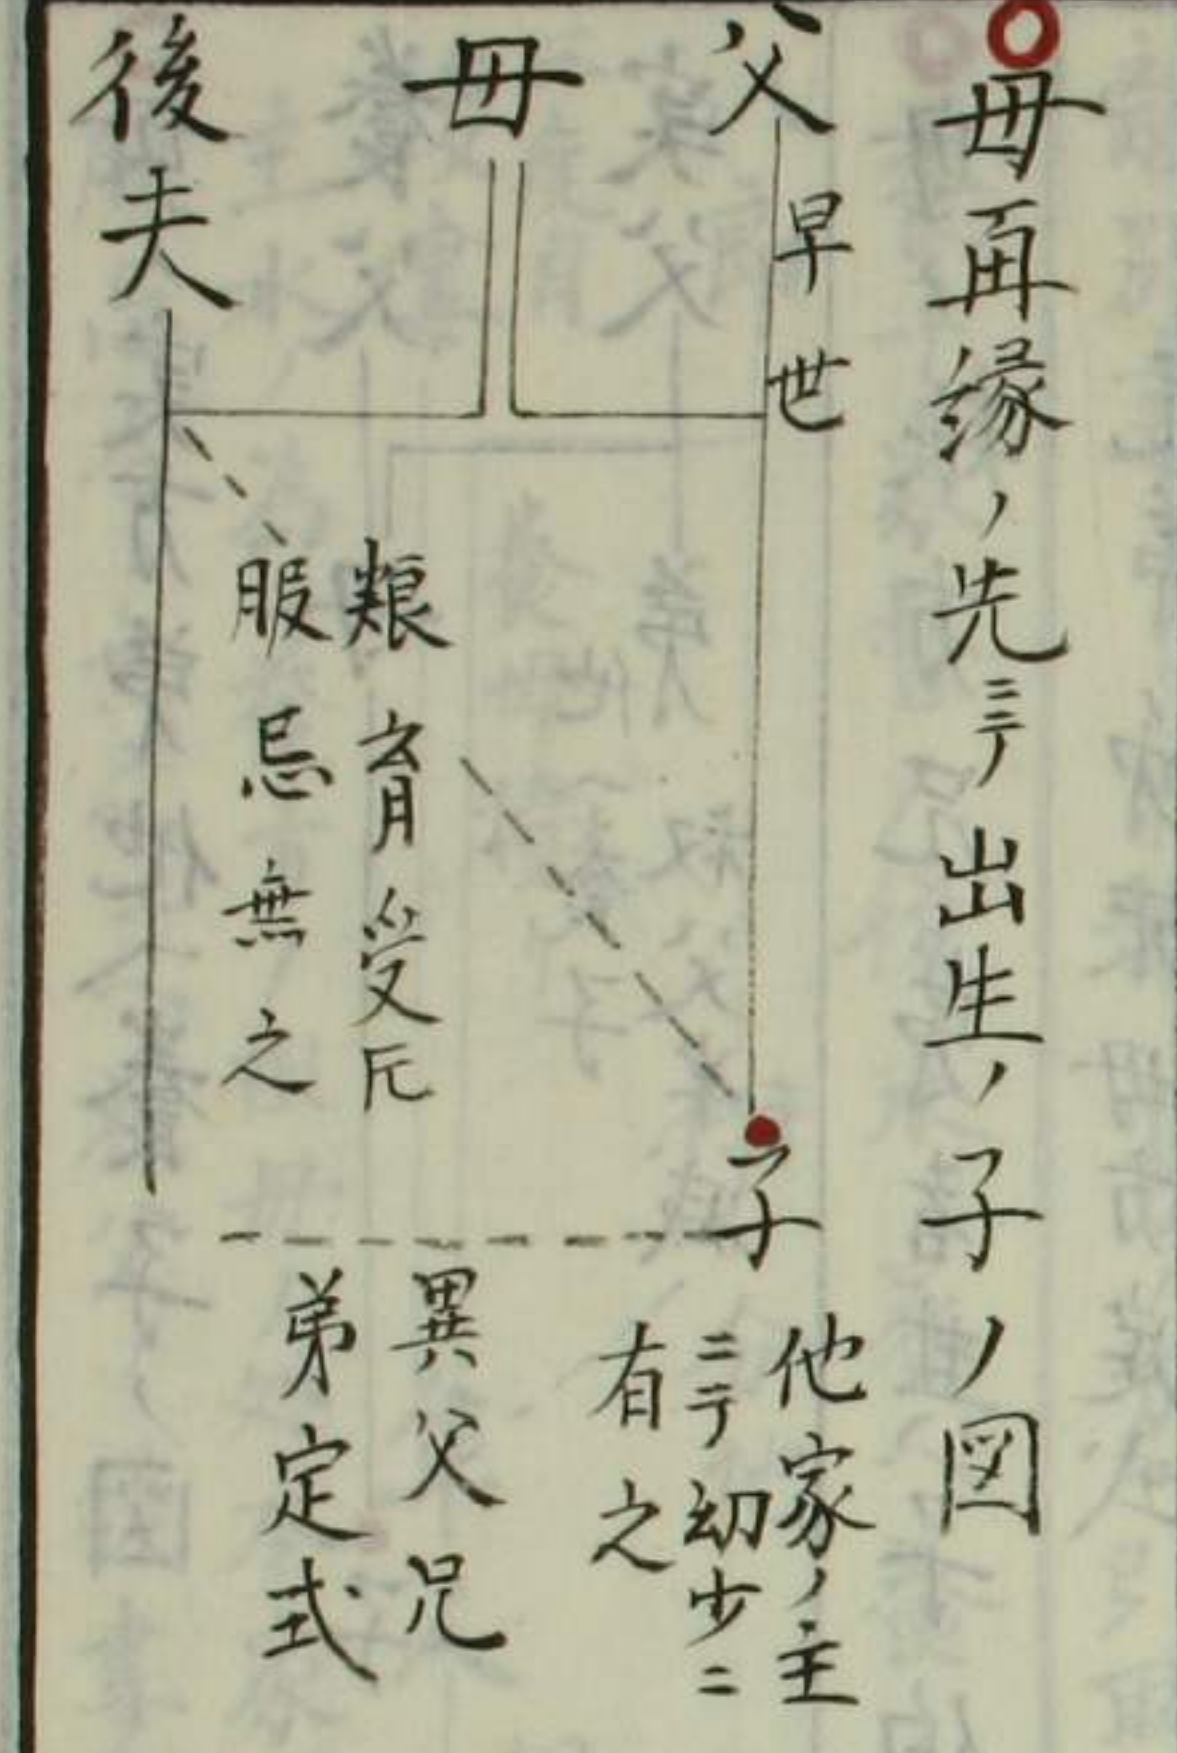 母再縁ノ先ニテ出生ノ子ノ図
父
早世
母
後夫
粮育受𪜈
服忌無之
子
他家ノ主
ニテ幼少ニ
有之
異父兄
弟定式